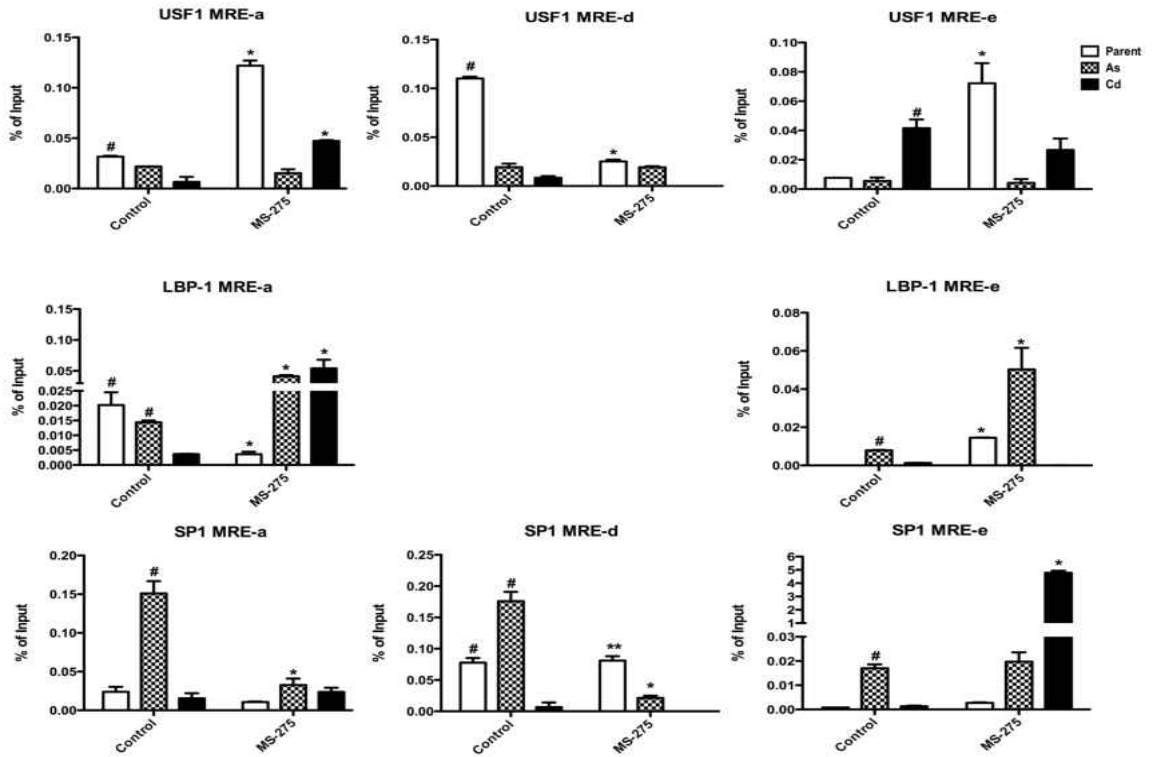 USF1 MRE-a
% of Input
0.15
0.10
0.05
0.00
#
*
*
Control
MS-275
USF1 MRE-d
% of Input
0.15
0.10
0.05
0.00
#
*
Control
MS-275
USF1 MRE-e
% of Input
0.10
0.08
0.06
0.04
0.02
0.00
#
*
Control
MS-275
Parent
As
Cd
LBP-1 MRE-a
% of Input
0.15
0.10
0.05
0.025
0.020
0.015
0.010
0.005
0.000
#
#
*
*
*
Control
MS-275
LBP-1 MRE-e
% of Input
0.08
0.06
0.04
0.02
0.00
#
*
*
Control
MS-275
SP1 MRE-a
% of Input
0.20
0.15
0.10
0.05
0.00
#
*
Control
MS-275
SP1 MRE-d
% of Input
0.25
0.20
0.15
0.10
0.05
0.00
#
#
**
*
Control
MS-275
SP1 MRE-e
% of Input
6
5
4
3
2
1
0.03
0.02
0.01
0.00
#
*
Control
MS-275